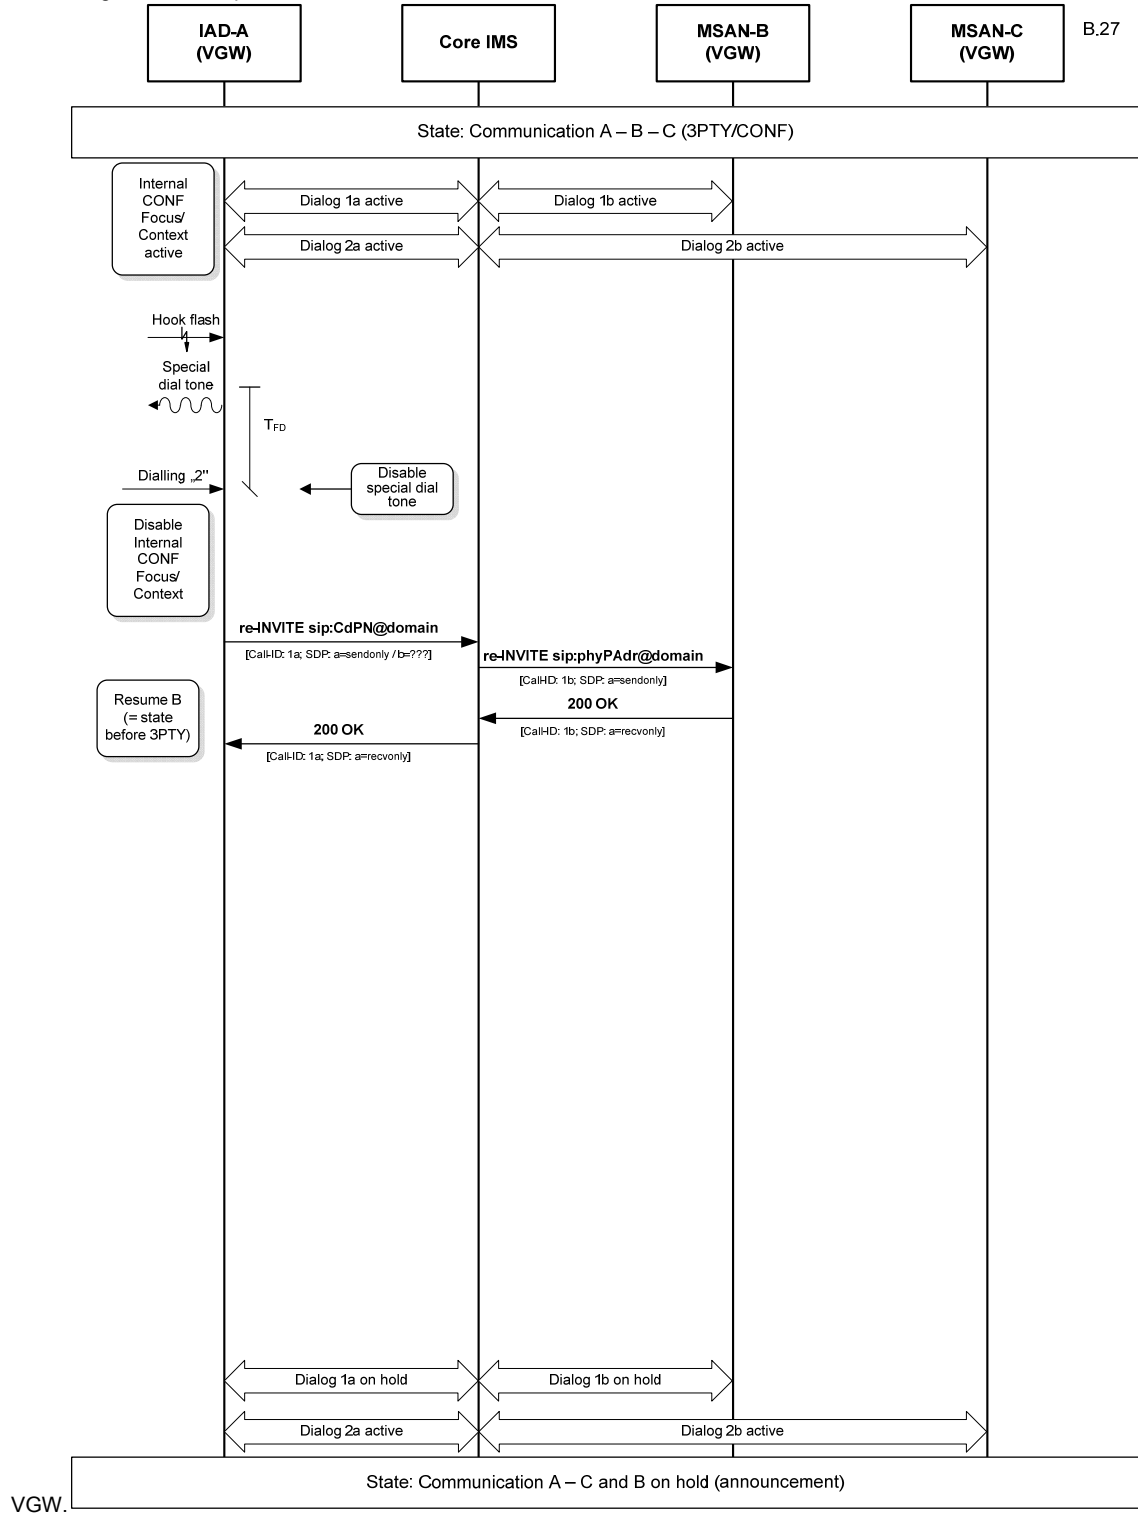 IAD-A
(VGW)
Core IMS
MSAN-B
(VGW)
MSAN-C
(VGW)
B.27
State: Communication A – B – C (3PTY/CONF)
Internal
CONF
Focus/
Context
active
Dialog 1a active
Dialog 1b active
Dialog 2a active
Dialog 2b active
Hook flash
Special
dial tone
TFD
Dialling „2"
Disable
special dial
tone
Disable
Internal
CONF
Focus/
Context
re-INVITE sip:CdPN@domain
[Call-ID: 1a; SDP: a=sendonly / b=???]
re-INVITE sip:phyPAdr@domain
[Call-ID: 1b; SDP: a=sendonly]
Resume B
(= state
before 3PTY)
200 OK
[Call-ID: 1b; SDP: a=recvonly]
200 OK
[Call-ID: 1a; SDP: a=recvonly]
Dialog 1a on hold
Dialog 1b on hold
Dialog 2a active
Dialog 2b active
State: Communication A – C and B on hold (announcement)
VGW.